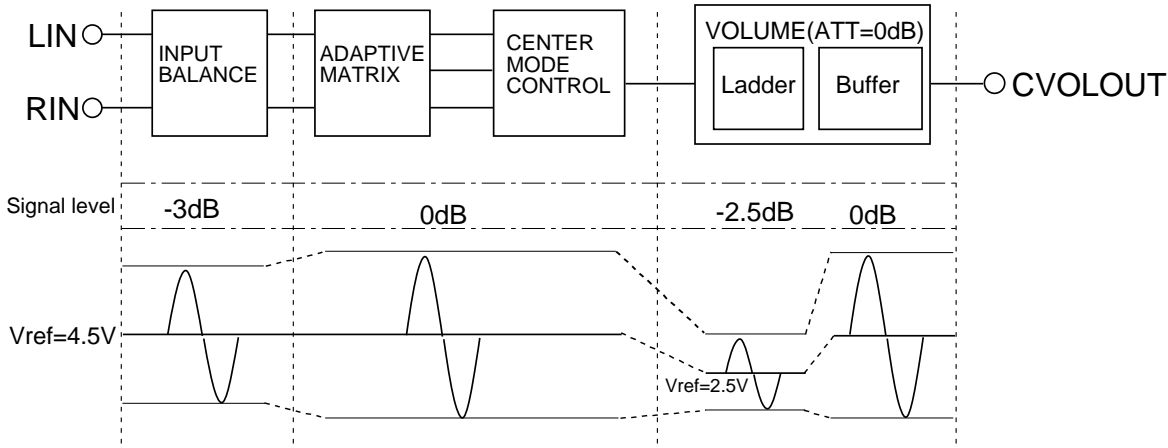 LIN
RIN
INPUT
BALANCE
ADAPTIVE
MATRIX
CENTER
MODE
CONTROL
VOLUME(ATT=0dB)
Ladder
Buffer
CVOLOUT
Signal level
-3dB
0dB
-2.5dB
0dB
Vref=4.5V
Vref=2.5V